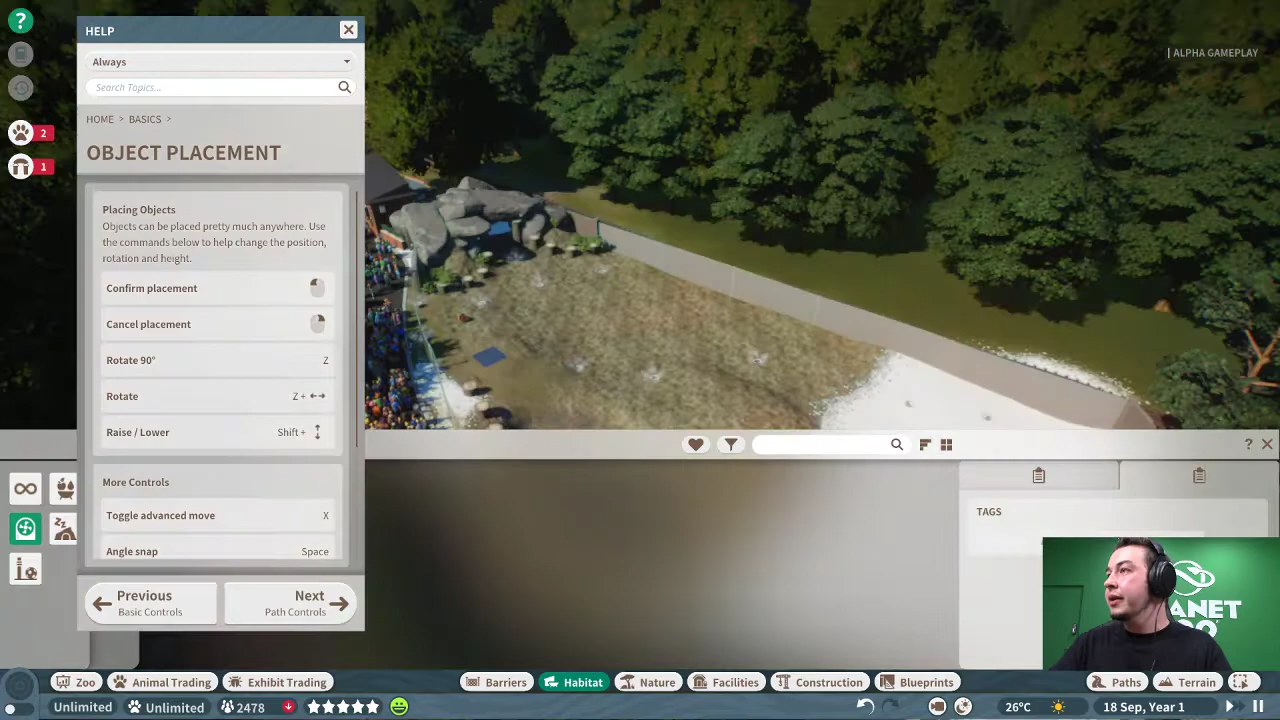 ?
HELP
Always
Search Topics...
HOME > BASICS >
OBJECT PLACEMENT
2
1
Placing Objects
Objects can be placed pretty much anywhere. Use
the commands below to help change the position,
rotation and height.
Confirm placement
Cancel placement
Rotate 90° Z
Rotate Z +
Raise / Lower Shift +
More Controls
Toggle advanced move X
Angle snap Space
Previous
Basic Controls
Next
Path Controls
| ALPHA GAMEPLAY
?
TAGS
Zoo
Animal Trading
Exhibit Trading
Barriers
Habitat
Nature
Facilities
Construction
Blueprints
Paths
Terrain
Unlimited
Unlimited
2478
26°C
18 Sep, Year 1